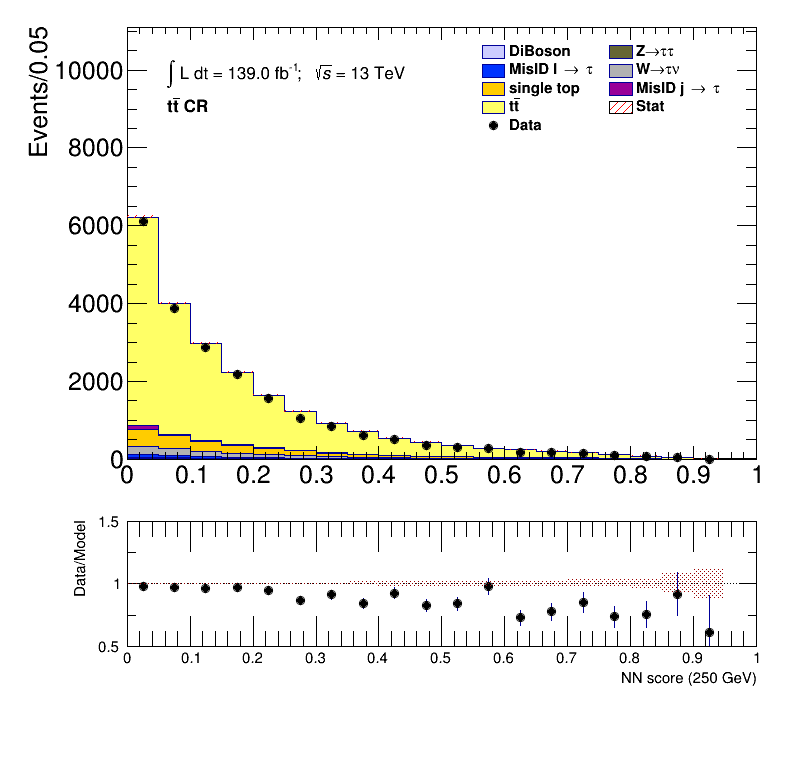 Events/0.05
10000
8000
6000
4000
2000
0
∫ L dt = 139.0 fb⁻¹; √s = 13 TeV
tt̄ CR
DiBoson
MisID l → τ
single top
tt̄
Data
Z→ττ
W→τν
MisID j → τ
Stat
0 0.1 0.2 0.3 0.4 0.5 0.6 0.7 0.8 0.9 1
Data/Model
1.5
1
0.5
0 0.1 0.2 0.3 0.4 0.5 0.6 0.7 0.8 0.9 1
NN score (250 GeV)